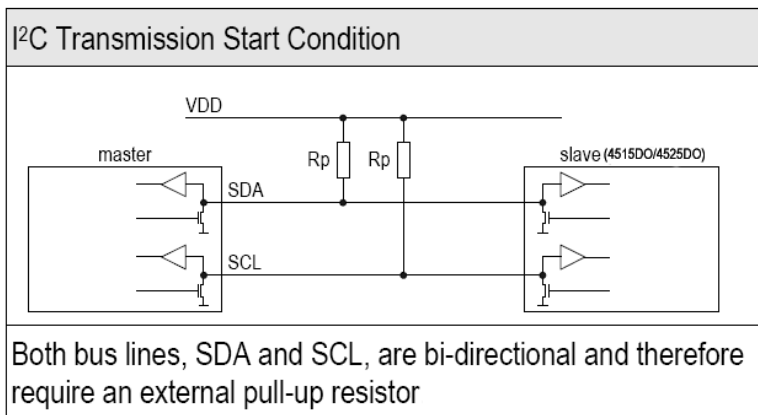 I²C Transmission Start Condition
VDD
master
Rp
Rp
slave (4515DO/4525DO)
SDA
SCL
Both bus lines, SDA and SCL, are bi-directional and therefore
require an external pull-up resistor